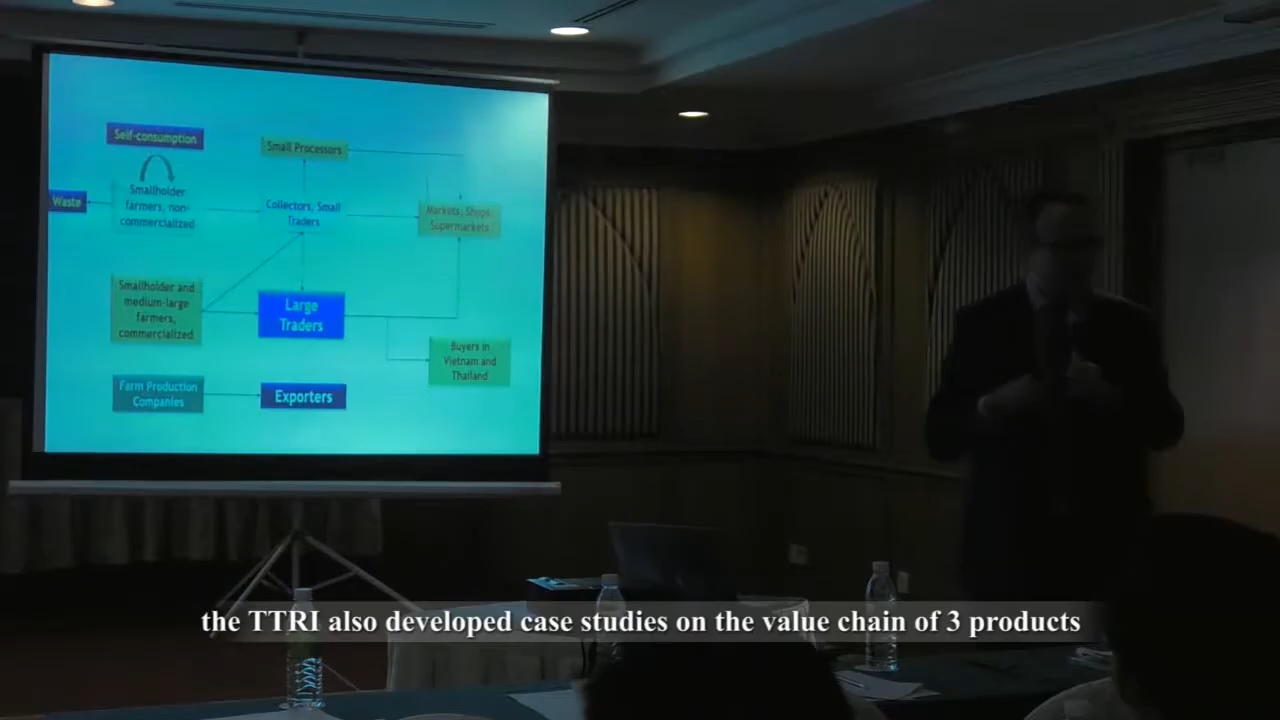 Self-consumption
Small Processors
Smallholder
farmers, non-
commercialized
Waste
Collectors, Small
Traders
Markets, Shops,
Supermarkets
Smallholder and
medium-large
farmers,
commercialized
Large
Traders
Buyers in
Vietnam and
Thailand
Farm Production
Companies
Exporters
the TTRI also developed case studies on the value chain of 3 products